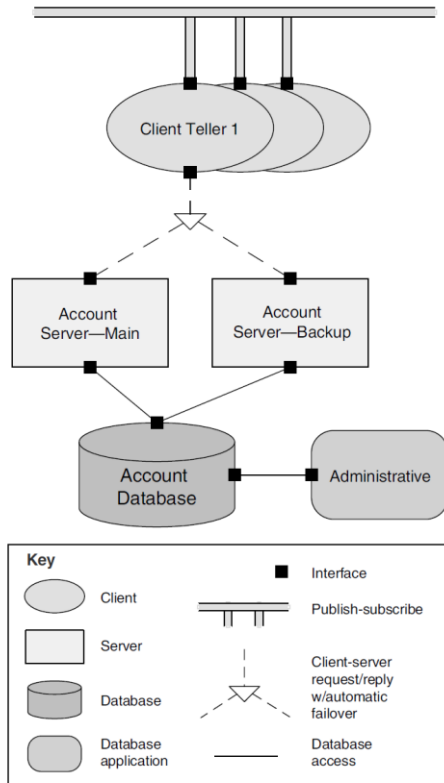 Client Teller 1
Account
Server—Main
Account
Server—Backup
Account
Database
Administrative
Key
Client
Server
Database
Database
application
Interface
Publish-subscribe
Client-server
request/reply
w/automatic
failover
Database
access